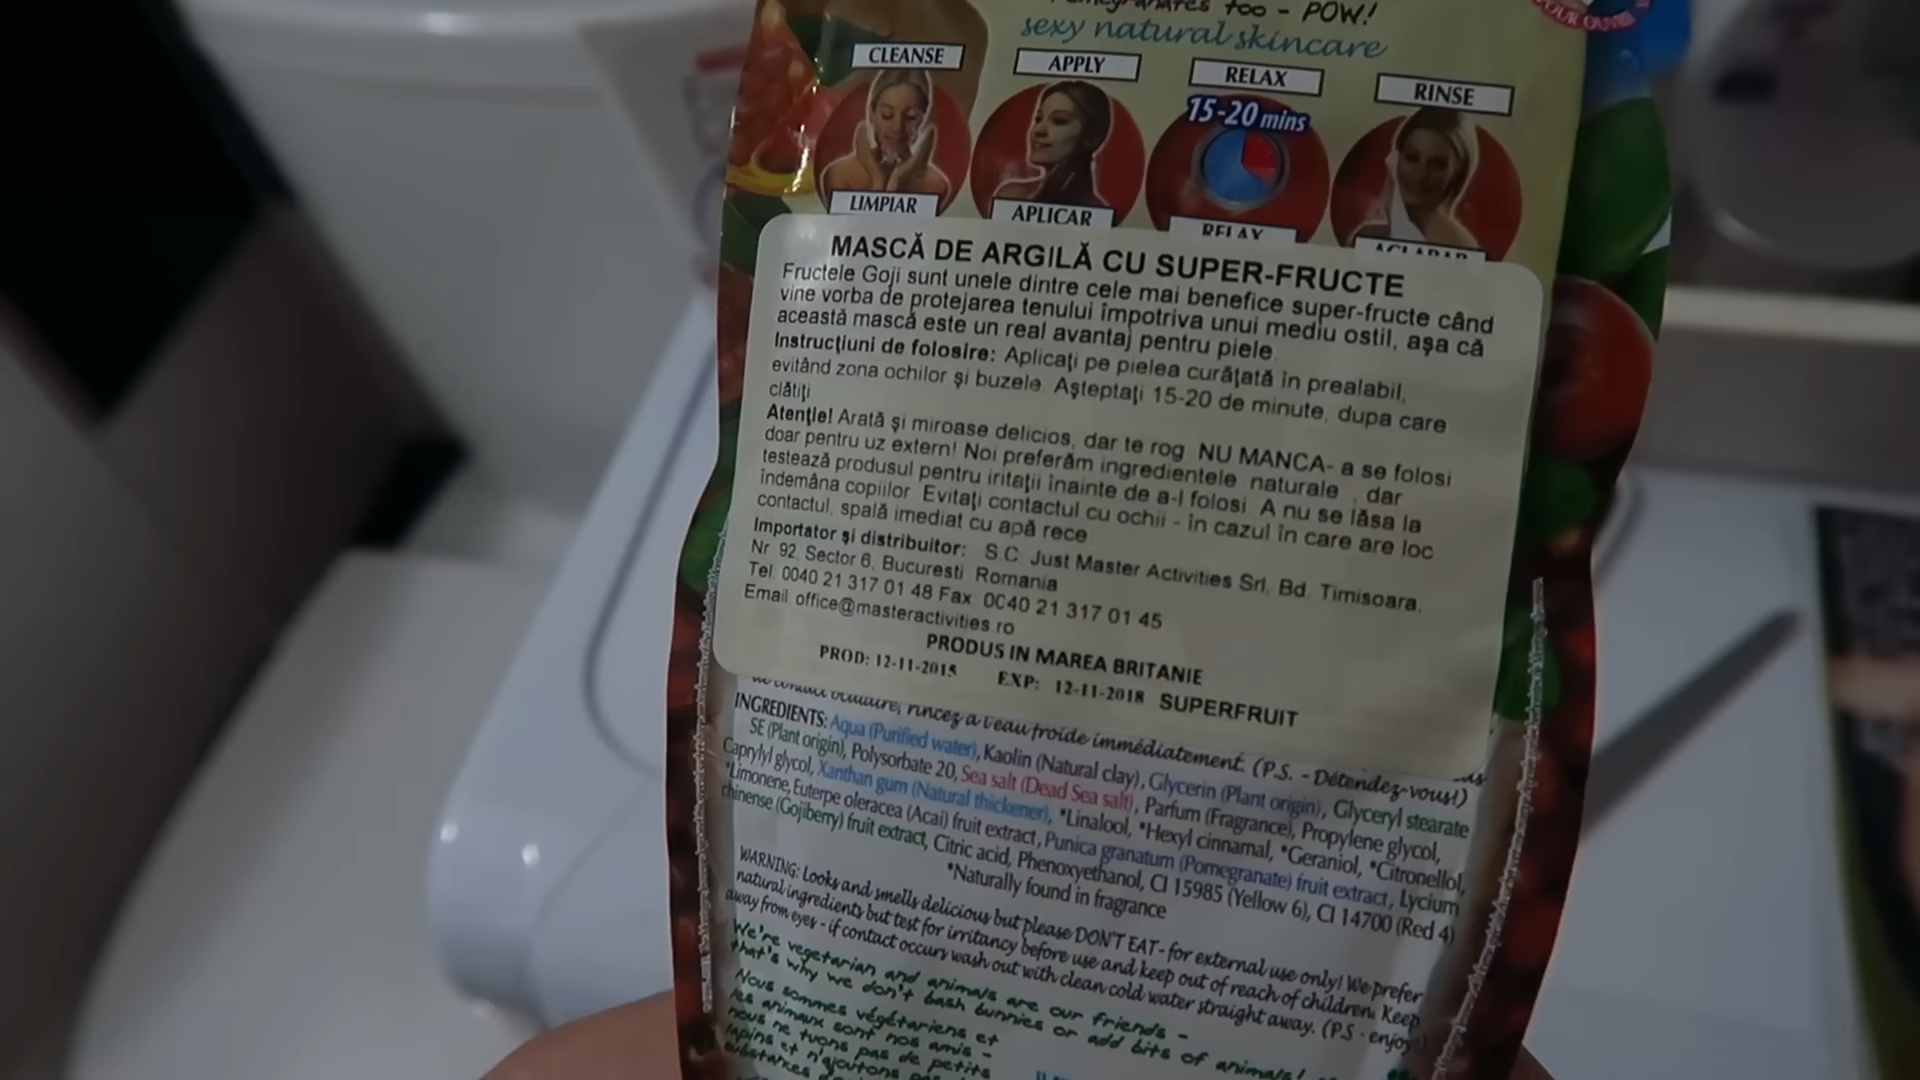 too - POW!
sexy natural skincare
CLEANSE
APPLY
RELAX
RINSE
15-20 mins
LIMPIAR
APLICAR
RELAX
ACLARAR
MASCĂ DE ARGILĂ CU SUPER-FRUCTE
Fructele Goji sunt unele dintre cele mai benefice super-fructe când
vine vorba de protejarea tenului împotriva unui mediu ostil, așa că
această mască este un real avantaj pentru piele.
Instrucţiuni de folosire: Aplicaţi pe pielea curăţată în prealabil,
evitând zona ochilor şi buzele. Aşteptaţi 15-20 de minute, dupa care
clătiţi.
Atenţie! Arată şi miroase delicios, dar te rog NU MANCA- a se folosi
doar pentru uz extern! Noi preferăm ingredientele naturale , dar
testează produsul pentru iritaţii înainte de a-l folosi. A nu se lăsa la
îndemâna copiilor. Evitaţi contactul cu ochii - în cazul în care are loc
contactul, spală imediat cu apă rece
Importator şi distribuitor: S.C. Just Master Activities Srl, Bd. Timisoara,
Nr. 92, Sector 6, Bucuresti Romania
Tel. 0040 21 317 01 48 Fax: 0040 21 317 01 45
Email: office@masteractivities.ro
PRODUS IN MAREA BRITANIE
PROD: 12-11-2015 EXP: 12-11-2018 SUPERFRUIT
de contact oculaire, rincez a l'eau froide immédiatement. (P.S. - Détendez-vous!)
INGREDIENTS: Aqua (Purified water), Kaolin (Natural clay), Glycerin (Plant origin), Glyceryl stearate
SE (Plant origin), Polysorbate 20, Sea salt (Dead Sea salt), Parfum (Fragrance), Propylene glycol,
Caprylyl glycol, Xanthan gum (Natural thickener), *Linalool, *Hexyl cinnamal, *Geraniol, *Citronellol,
*Limonene, Euterpe oleracea (Acai) fruit extract, Punica granatum (Pomegranate) fruit extract, Lycium
chinense (Gojiberry) fruit extract, Citric acid, Phenoxyethanol, CI 15985 (Yellow 6), CI 14700 (Red 4)
*Naturally found in fragrance
WARNING: Looks and smells delicious but please DON'T EAT - for external use only! We prefer
natural ingredients but test for irritancy before use and keep out of reach of children. Keep
away from eyes - if contact occurs wash out with clean cold water straight away. (P.S - enjoy!)
We're vegetarian and animals are our friends -
that's why we don't bash bunnies or add bits of animals!
Nous sommes végétariens et
les animaux sont nos amis -
nous ne tuons pas de petits
lapins et n'ajoutons pas de
substances